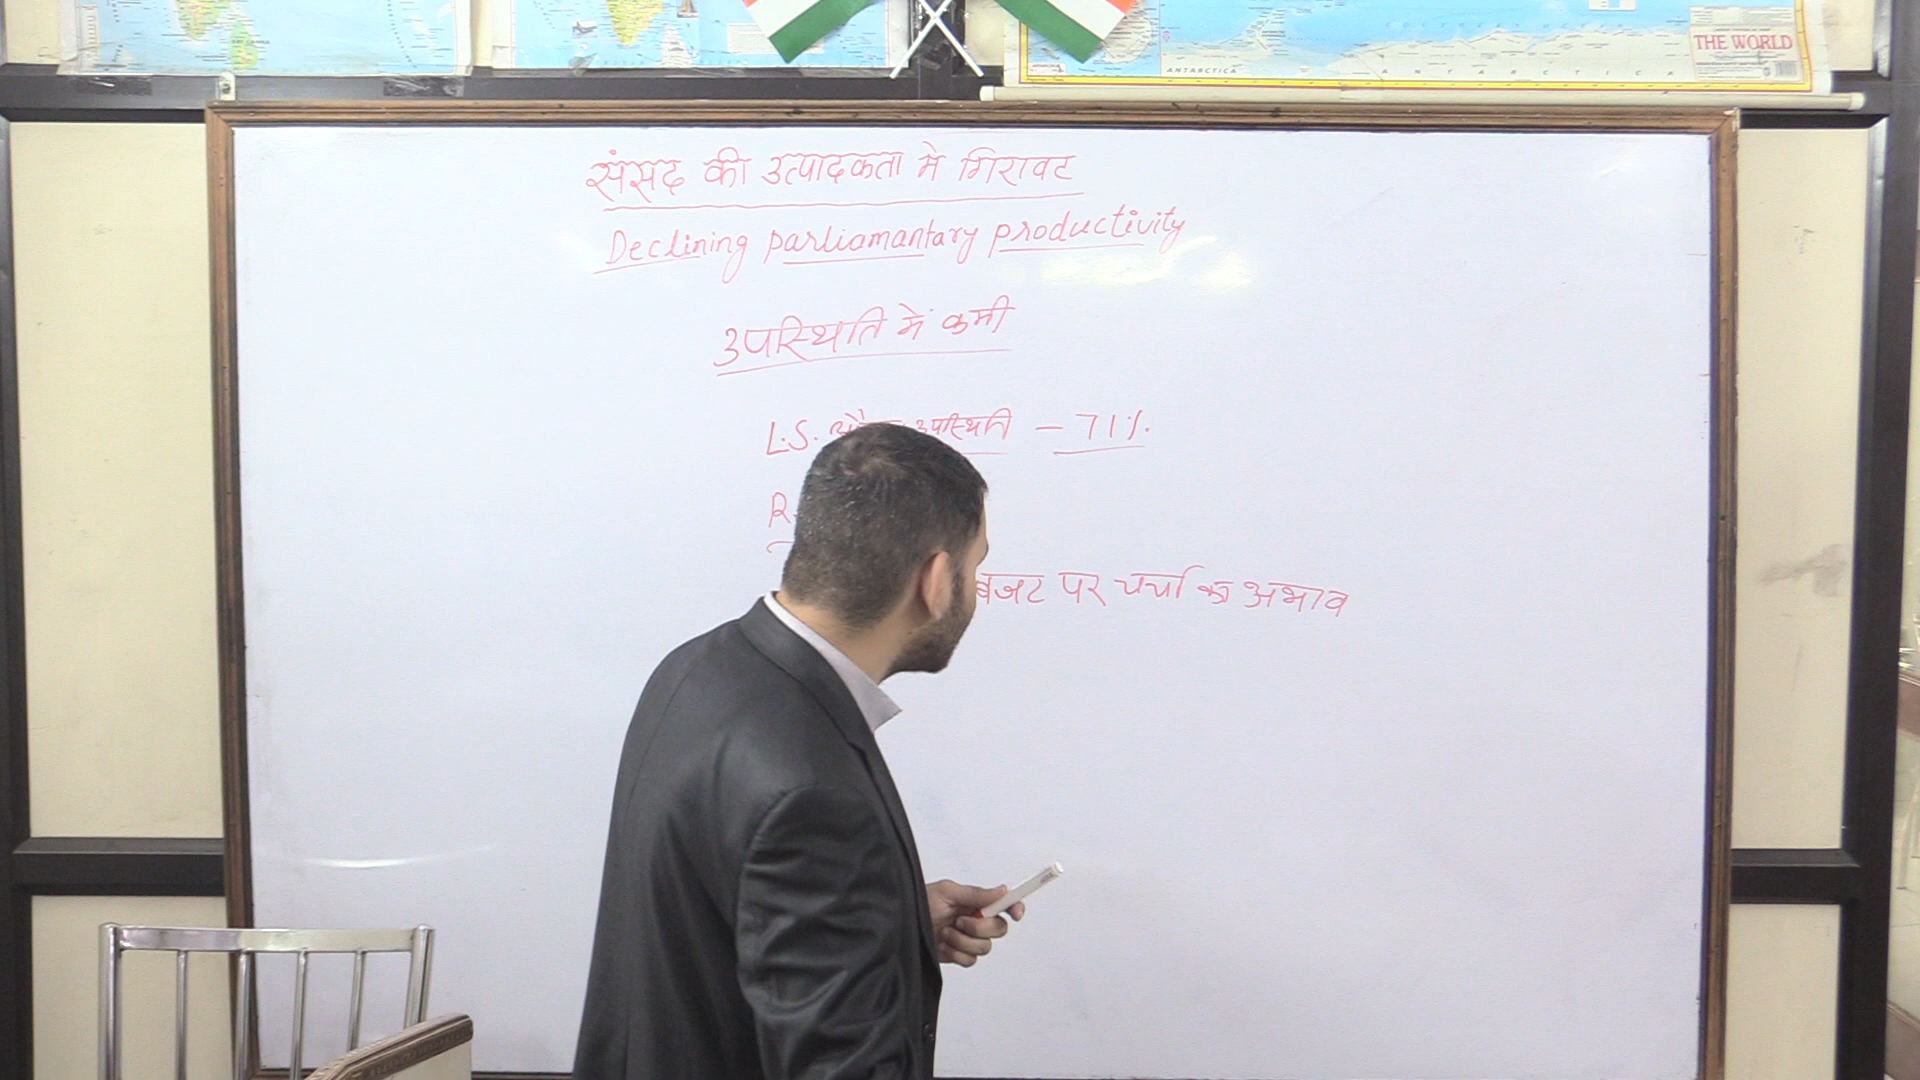 ANTARCTICA
THE WORLD
A N T A R C T I C A
संसद की उत्पादकता मे गिरावट
Declining parliamantary productivity
उपस्थिति में कमी
L.S. उपस्थिति – 71%.
R.
बजट पर चर्चा का अभाव